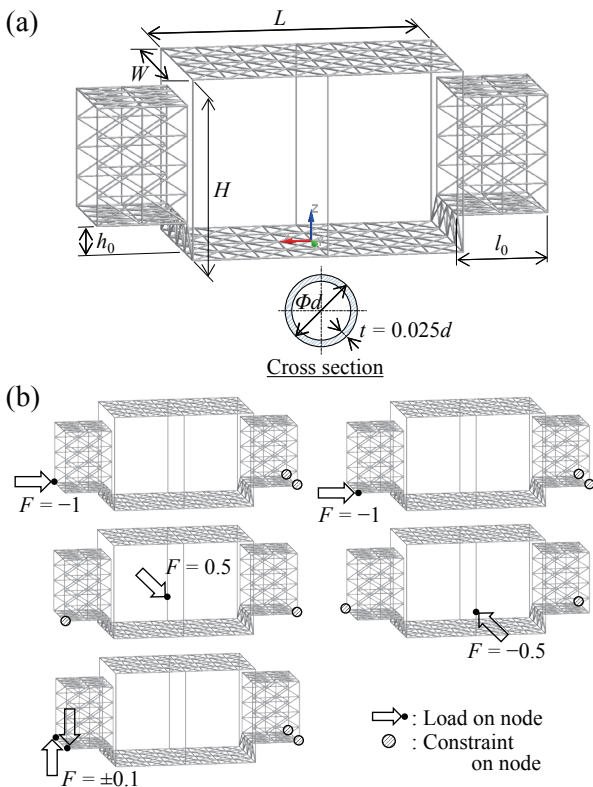 (a)
L
W
H
h₀
z
l₀
Φd
t = 0.025d
Cross section
(b)
F = −1
F = −1
F = 0.5
F = −0.5
F = ±0.1
: Load on node
: Constraint
on node